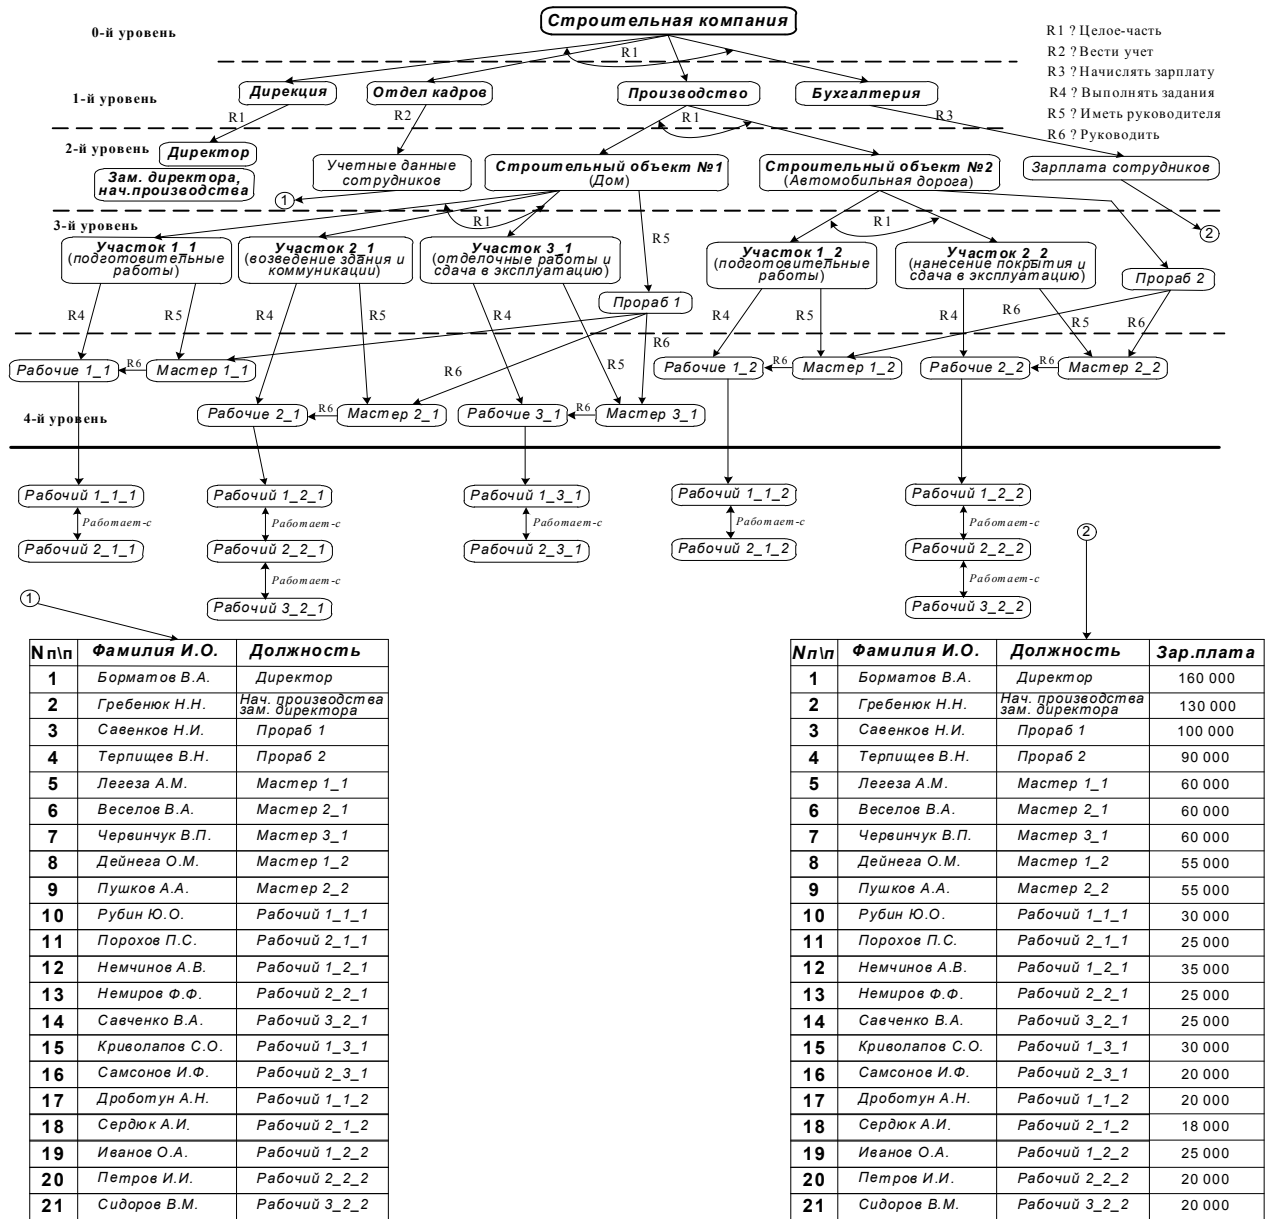 Строительная компания
0-й уровень
R1
R1 ? Целое-часть
R2 ? Вести учет
R3 ? Начислять зарплату
R4 ? Выполнять задания
R5 ? Иметь руководителя
R6 ? Руководить
1-й уровень
Дирекция
Отдел кадров
Производство
Бухгалтерия
R1
R2
R1
R3
2-й уровень
Директор
Зам. директора,
нач.производства
Учетные данные
сотрудников
Строительный объект №1
(Дом)
Строительный объект №2
(Автомобильная дорога)
Зарплата сотрудников
1
3-й уровень
R1
R5
R1
2
Участок 1_1
(подготовительные
работы)
Участок 2_1
(возведение здания и
коммуникации)
Участок 3_1
(отделочные работы и
сдача в эксплуатацию)
Участок 1_2
(подготовительные
работы)
Участок 2_2
(нанесение покрытия и
сдача в эксплуатацию)
Прораб 1
Прораб 2
R4
R5
R4
R5
R4
R5
R6
R4
R5
R4
R6
R5
R6
R6
Рабочие 1_1
R6
Мастер 1_1
Рабочие 1_2
R6
Мастер 1_2
Рабочие 2_2
R6
Мастер 2_2
4-й уровень
Рабочие 2_1
R6
Мастер 2_1
Рабочие 3_1
R6
Мастер 3_1
Рабочий 1_1_1
Рабочий 1_2_1
Рабочий 1_3_1
Рабочий 1_1_2
Рабочий 1_2_2
Работает-с
Работает-с
Работает-с
Работает-с
Работает-с
Рабочий 2_1_1
Рабочий 2_2_1
Рабочий 2_3_1
Рабочий 2_1_2
Рабочий 2_2_2
2
Работает-с
Работает-с
Рабочий 3_2_1
Рабочий 3_2_2
1
N п\п Фамилия И.О. Должность
1 Борматов В.А. Директор
2 Гребенюк Н.Н. Нач. производства
зам. директора
3 Савенков Н.И. Прораб 1
4 Терпищев В.Н. Прораб 2
5 Легеза А.М. Мастер 1_1
6 Веселов В.А. Мастер 2_1
7 Червинчук В.П. Мастер 3_1
8 Дейнега О.М. Мастер 1_2
9 Пушков А.А. Мастер 2_2
10 Рубин Ю.О. Рабочий 1_1_1
11 Порохов П.С. Рабочий 2_1_1
12 Немчинов А.В. Рабочий 1_2_1
13 Немиров Ф.Ф. Рабочий 2_2_1
14 Савченко В.А. Рабочий 3_2_1
15 Криволапов С.О. Рабочий 1_3_1
16 Самсонов И.Ф. Рабочий 2_3_1
17 Дроботун А.Н. Рабочий 1_1_2
18 Сердюк А.И. Рабочий 2_1_2
19 Иванов О.А. Рабочий 1_2_2
20 Петров И.И. Рабочий 2_2_2
21 Сидоров В.М. Рабочий 3_2_2
Nп\п Фамилия И.О. Должность Зар.плата
1 Борматов В.А. Директор 160 000
2 Гребенюк Н.Н. Нач. производства
зам. директора 130 000
3 Савенков Н.И. Прораб 1 100 000
4 Терпищев В.Н. Прораб 2 90 000
5 Легеза А.М. Мастер 1_1 60 000
6 Веселов В.А. Мастер 2_1 60 000
7 Червинчук В.П. Мастер 3_1 60 000
8 Дейнега О.М. Мастер 1_2 55 000
9 Пушков А.А. Мастер 2_2 55 000
10 Рубин Ю.О. Рабочий 1_1_1 30 000
11 Порохов П.С. Рабочий 2_1_1 25 000
12 Немчинов А.В. Рабочий 1_2_1 35 000
13 Немиров Ф.Ф. Рабочий 2_2_1 25 000
14 Савченко В.А. Рабочий 3_2_1 25 000
15 Криволапов С.О. Рабочий 1_3_1 30 000
16 Самсонов И.Ф. Рабочий 2_3_1 20 000
17 Дроботун А.Н. Рабочий 1_1_2 20 000
18 Сердюк А.И. Рабочий 2_1_2 18 000
19 Иванов О.А. Рабочий 1_2_2 25 000
20 Петров И.И. Рабочий 2_2_2 20 000
21 Сидоров В.М. Рабочий 3_2_2 20 000